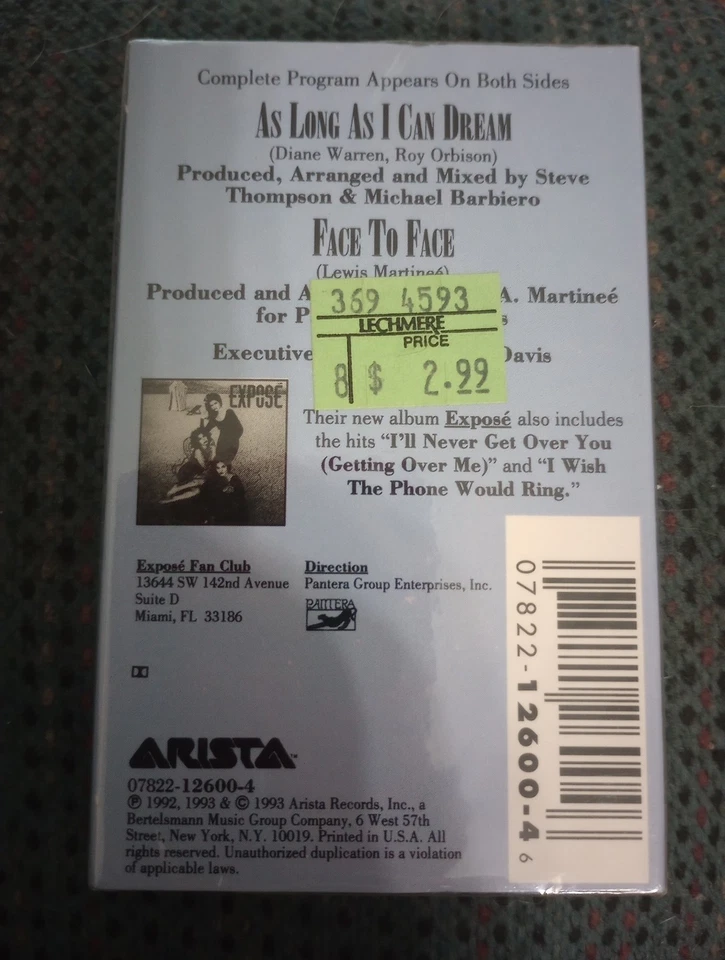 Complete Program Appears On Both Sides
AS LONG AS I CAN DREAM
(Diane Warren, Roy Orbison)
Produced, Arranged and Mixed by Steve
Thompson & Michael Barbiero
FACE TO FACE
(Lewis Martineé)
Produced and A
A. Martineé
for P
s
Executive
Davis
369 4593
LECHMERE
PRICE
8 $ 2.99
EXPOSÉ
Their new album Exposé also includes
the hits "I'll Never Get Over You
(Getting Over Me)" and "I Wish
The Phone Would Ring."
Exposé Fan Club
13644 SW 142nd Avenue
Suite D
Miami, FL 33186
Direction
Pantera Group Enterprises, Inc.
PANTERA
ARISTA™
07822-12600-4
℗ 1992, 1993 & © 1993 Arista Records, Inc., a
Bertelsmann Music Group Company, 6 West 57th
Street, New York, N.Y. 10019. Printed in U.S.A. All
rights reserved. Unauthorized duplication is a violation
of applicable laws.
07822-12600-4 6